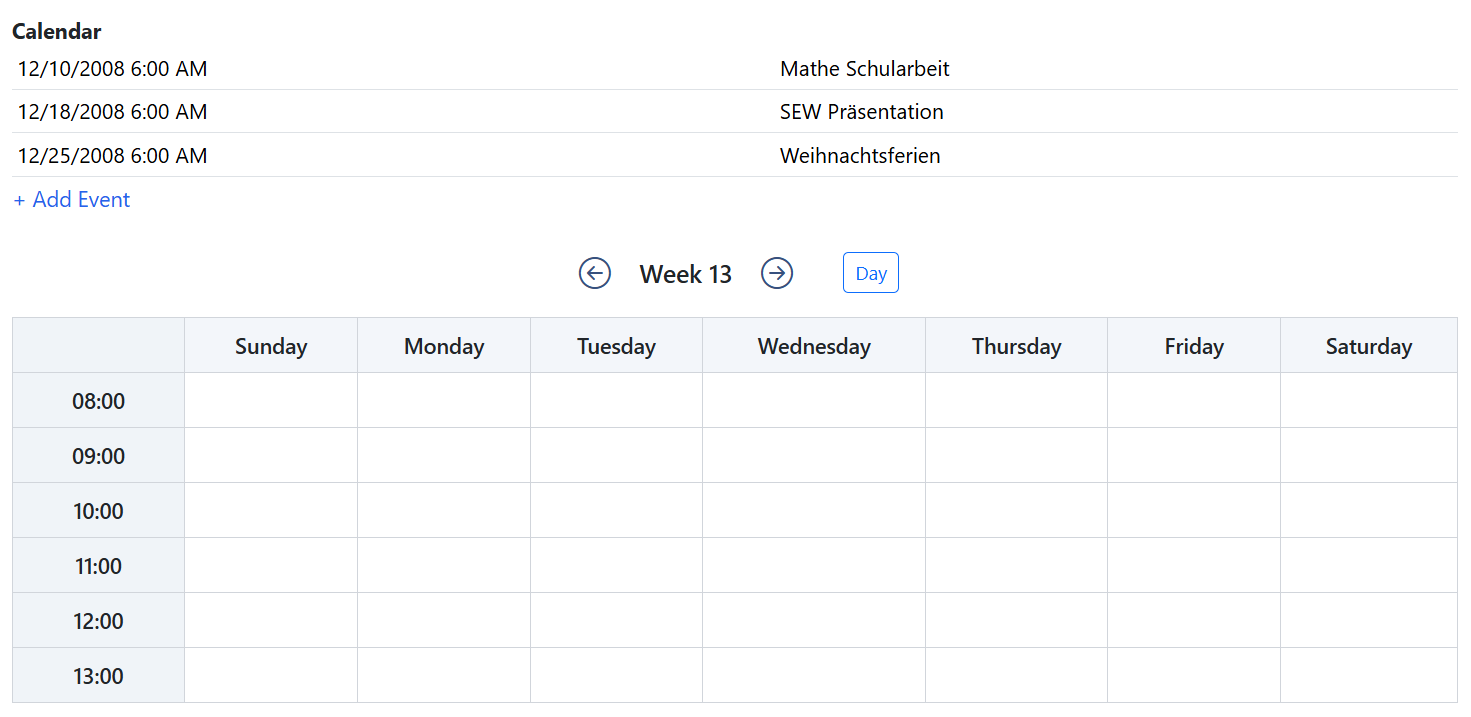 Calendar
12/10/2008 6:00 AM Mathe Schularbeit
12/18/2008 6:00 AM SEW Präsentation
12/25/2008 6:00 AM Weihnachtsferien
+ Add Event
Week 13 Day
Sunday Monday Tuesday Wednesday Thursday Friday Saturday
08:00
09:00
10:00
11:00
12:00
13:00